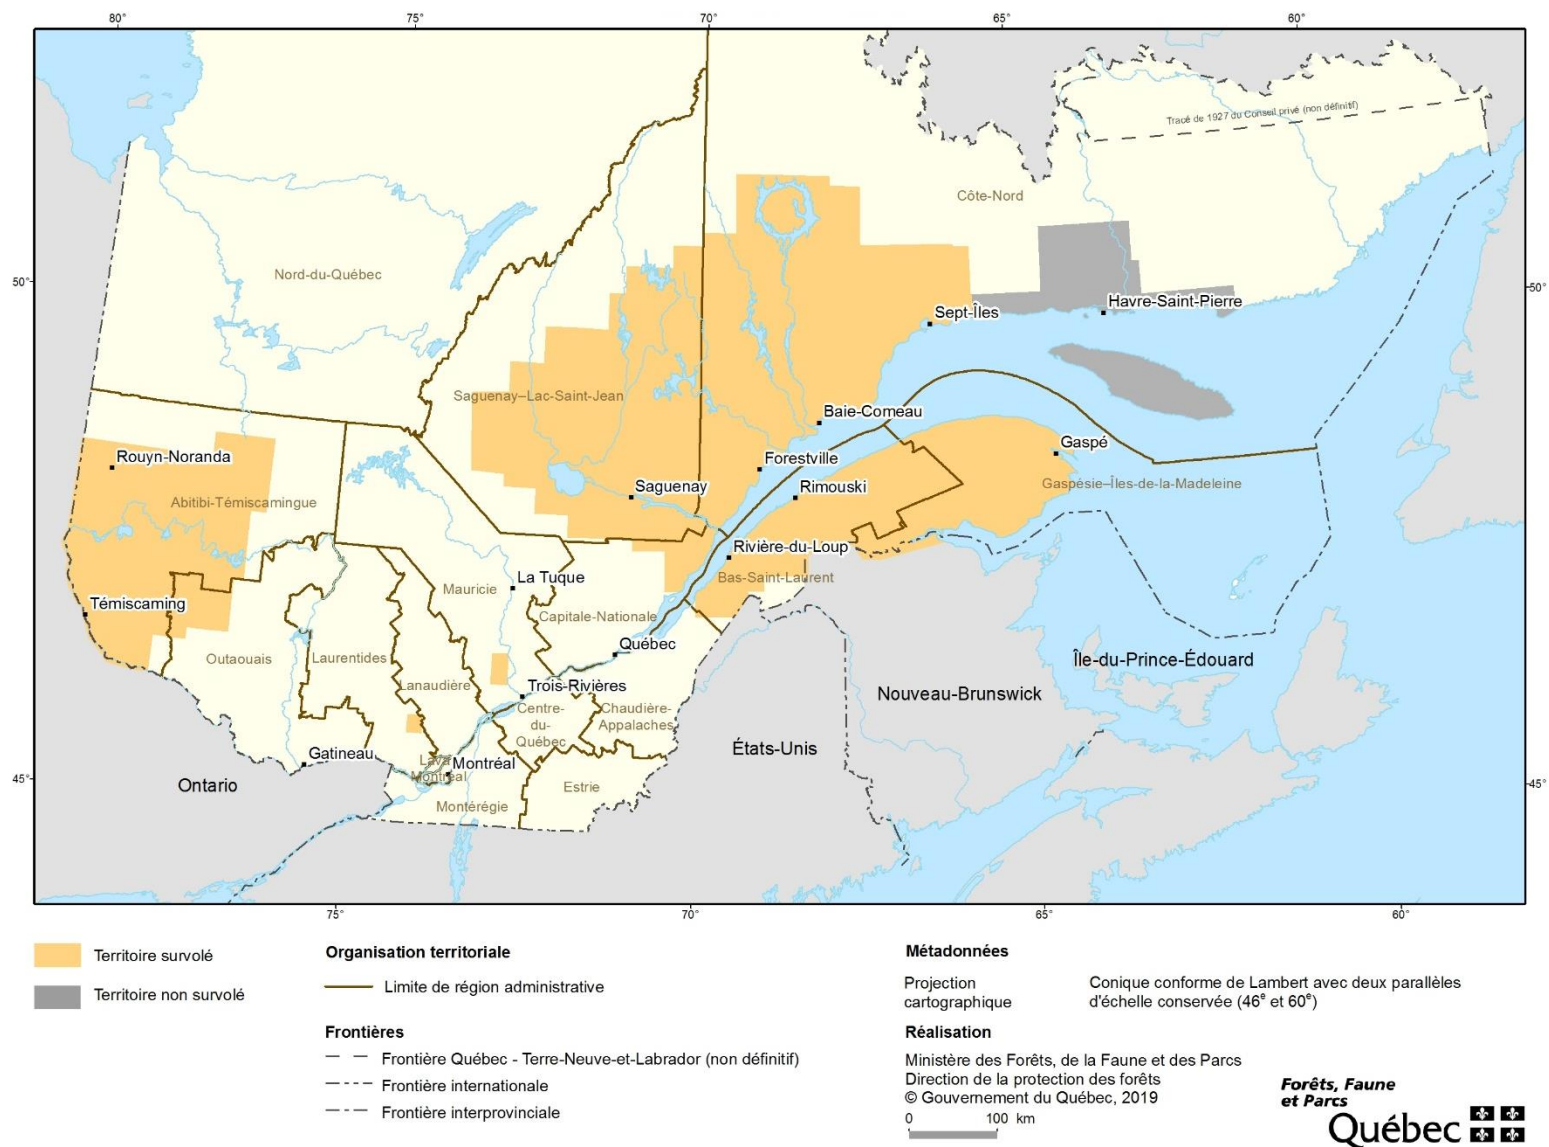 80°
75°
70°
65°
60°
Tracé de 1927 du Conseil privé (non définitif)
Côte-Nord
Nord-du-Québec
50°
50°
Havre-Saint-Pierre
Sept-Îles
Saguenay–Lac-Saint-Jean
Baie-Comeau
Gaspé
Rouyn-Noranda
Forestville
Saguenay
Rimouski
Gaspésie–Îles-de-la-Madeleine
Abitibi-Témiscamingue
Rivière-du-Loup
Bas-Saint-Laurent
La Tuque
Mauricie
Témiscaming
Capitale-Nationale
Québec
Outaouais
Laurentides
Île-du-Prince-Édouard
Lanaudière
Trois-Rivières
Nouveau-Brunswick
Centre-
du-
Québec
Chaudière-
Appalaches
États-Unis
Gatineau
Montréal
Montréal
45°
45°
Ontario
Estrie
Montérégie
75°
70°
65°
60°
Territoire survolé
Territoire non survolé
Organisation territoriale
Limite de région administrative
Frontières
Frontière Québec - Terre-Neuve-et-Labrador (non définitif)
Frontière internationale
Frontière interprovinciale
Métadonnées
Projection
cartographique
Conique conforme de Lambert avec deux parallèles
d'échelle conservée (46e et 60e)
Réalisation
Ministère des Forêts, de la Faune et des Parcs
Direction de la protection des forêts
© Gouvernement du Québec, 2019
0 100 km
Forêts, Faune
et Parcs
Québec